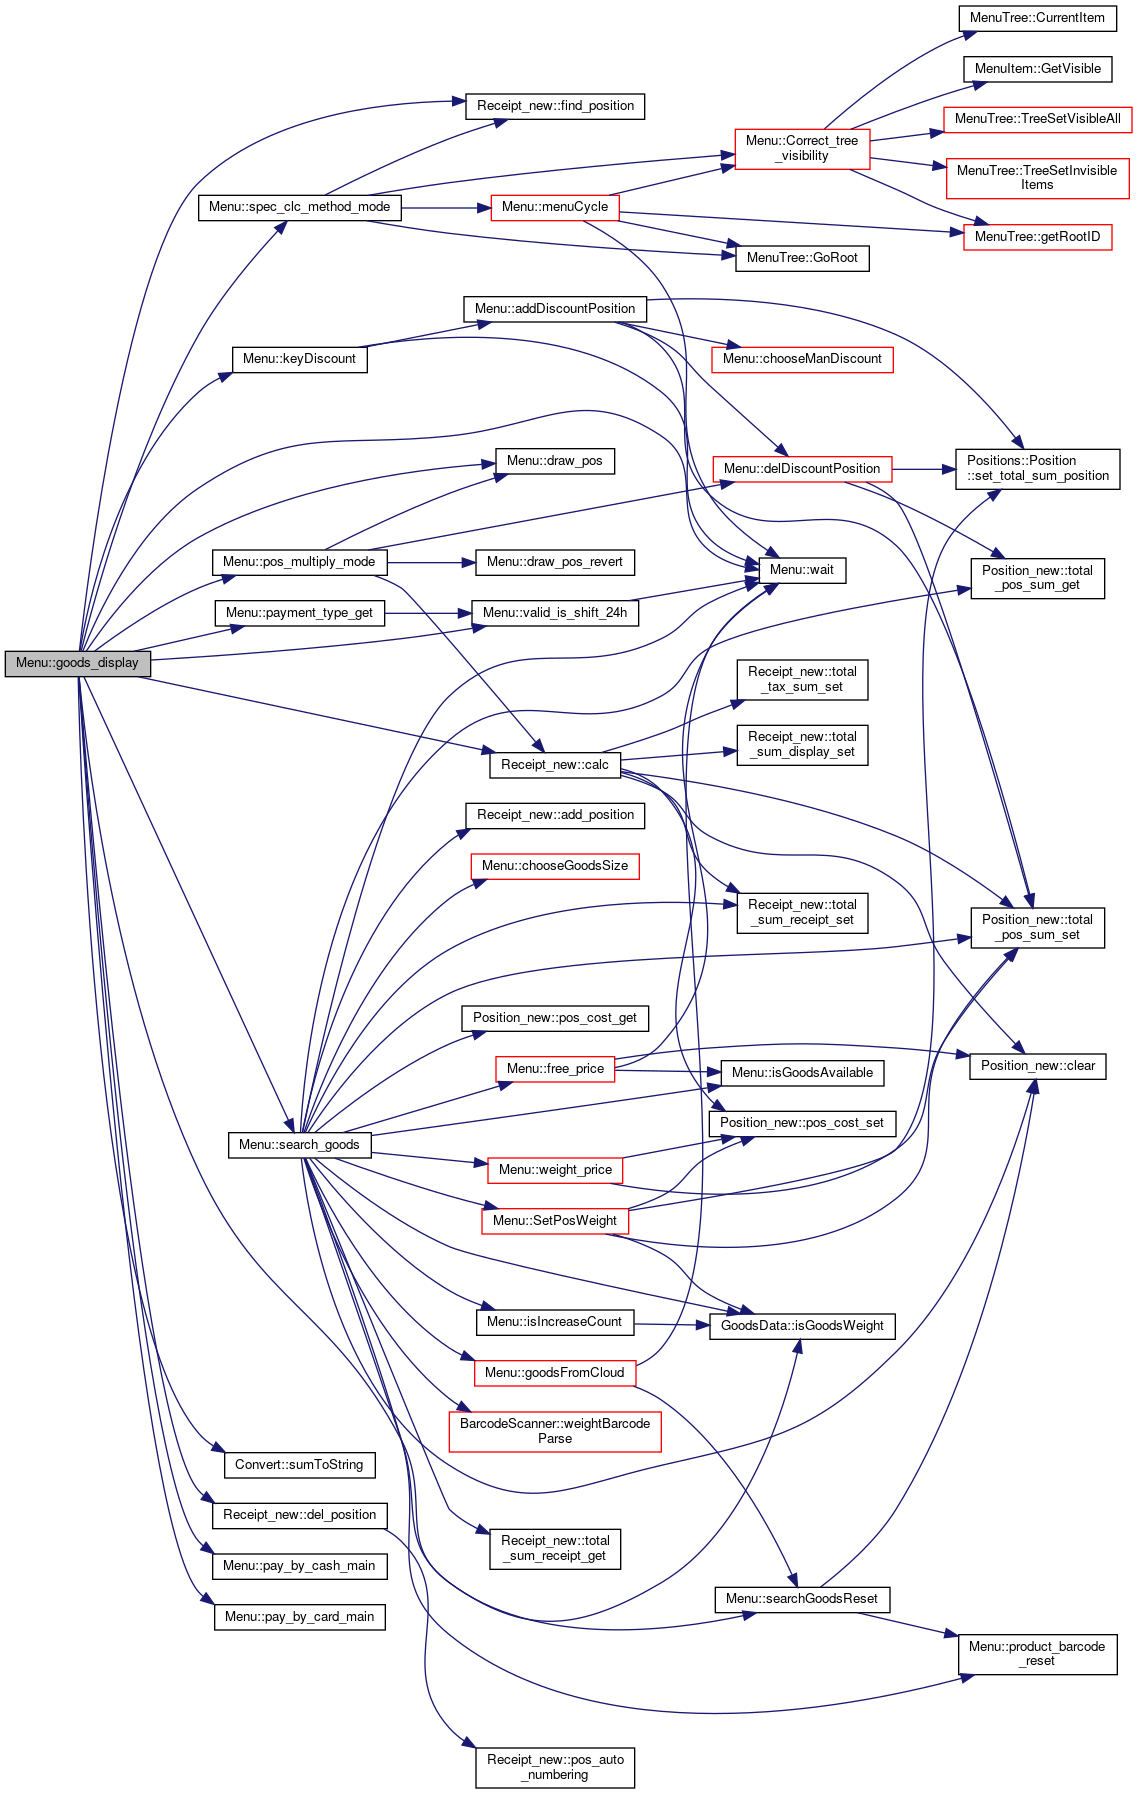 MenuTree::CurrentItem
MenuItem::GetVisible
Receipt_new::find_position
MenuTree::TreeSetVisibleAll
Menu::Correct_tree
_visibility
MenuTree::TreeSetInvisible
Items
Menu::spec_clc_method_mode
Menu::menuCycle
MenuTree::getRootID
MenuTree::GoRoot
Menu::addDiscountPosition
Menu::keyDiscount
Menu::chooseManDiscount
Menu::draw_pos
Menu::delDiscountPosition
Positions::Position
::set_total_sum_position
Menu::pos_multiply_mode
Menu::draw_pos_revert
Menu::wait
Position_new::total
_pos_sum_get
Menu::payment_type_get
Menu::valid_is_shift_24h
Menu::goods_display
Receipt_new::total
_tax_sum_set
Receipt_new::total
_sum_display_set
Receipt_new::calc
Receipt_new::add_position
Menu::chooseGoodsSize
Receipt_new::total
_sum_receipt_set
Position_new::total
_pos_sum_set
Position_new::pos_cost_get
Menu::free_price
Menu::isGoodsAvailable
Position_new::clear
Position_new::pos_cost_set
Menu::search_goods
Menu::weight_price
Menu::SetPosWeight
Menu::isIncreaseCount
GoodsData::isGoodsWeight
Menu::goodsFromCloud
BarcodeScanner::weightBarcode
Parse
Convert::sumToString
Receipt_new::del_position
Receipt_new::total
_sum_receipt_get
Menu::pay_by_cash_main
Menu::searchGoodsReset
Menu::pay_by_card_main
Menu::product_barcode
_reset
Receipt_new::pos_auto
_numbering